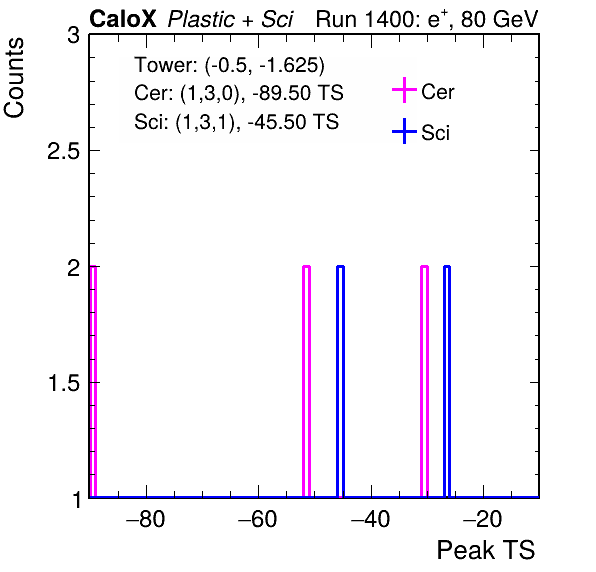 CaloX Plastic + Sci Run 1400: e+, 80 GeV
Counts
3
2.5
2
1.5
1
Tower: (-0.5, -1.625)
Cer: (1,3,0), -89.50 TS
Sci: (1,3,1), -45.50 TS
Cer
Sci
−80 −60 −40 −20
Peak TS